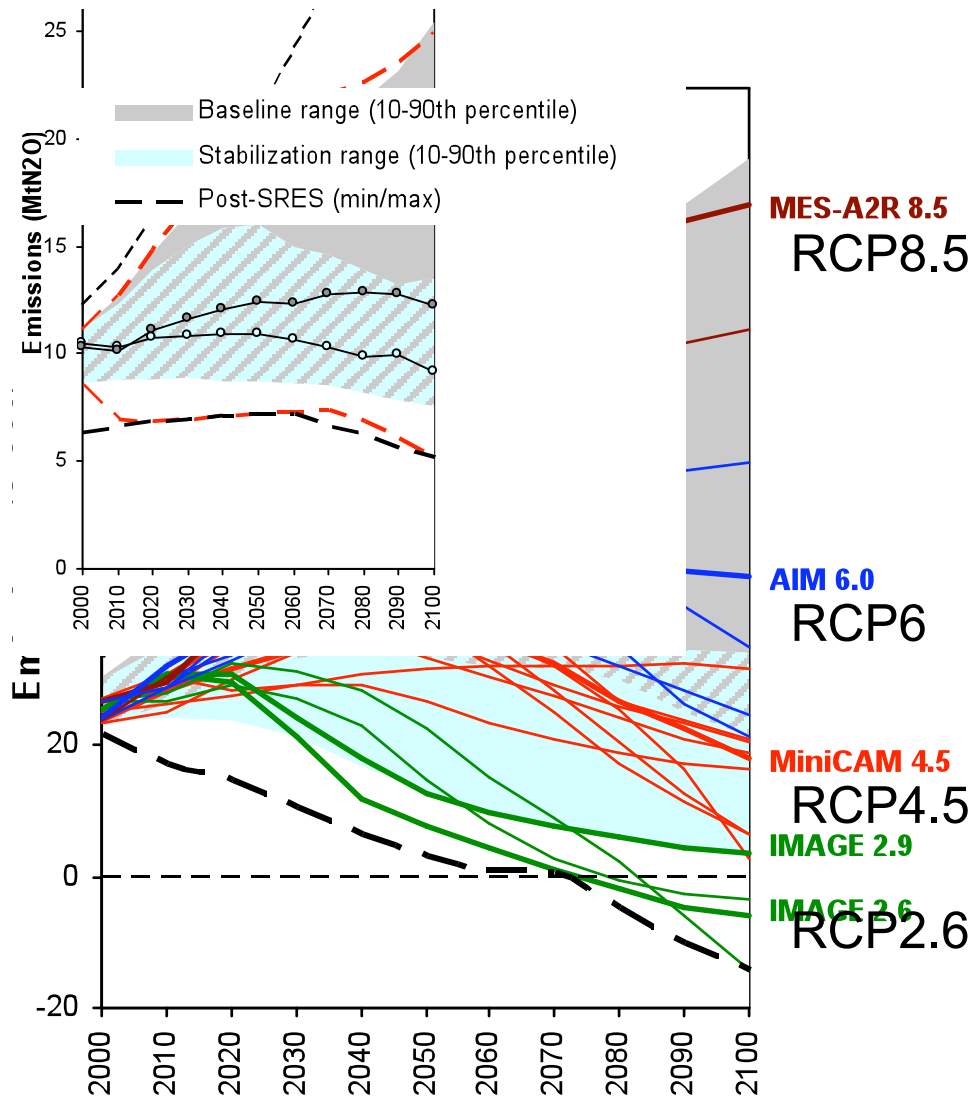 25
Baseline range (10-90th percentile)
20
Stabilization range (10-90th percentile)
Post-SRES (min/max)
15
10
5
0
Emissions (MtN2O)
2000
2010
2020
2030
2040
2050
2060
2070
2080
2090
2100
MES-A2R 8.5
RCP8.5
AIM 6.0
RCP6
MiniCAM 4.5
RCP4.5
IMAGE 2.9
IMAGE 2.6
RCP2.6
Em
20
0
-20
2000
2010
2020
2030
2040
2050
2060
2070
2080
2090
2100